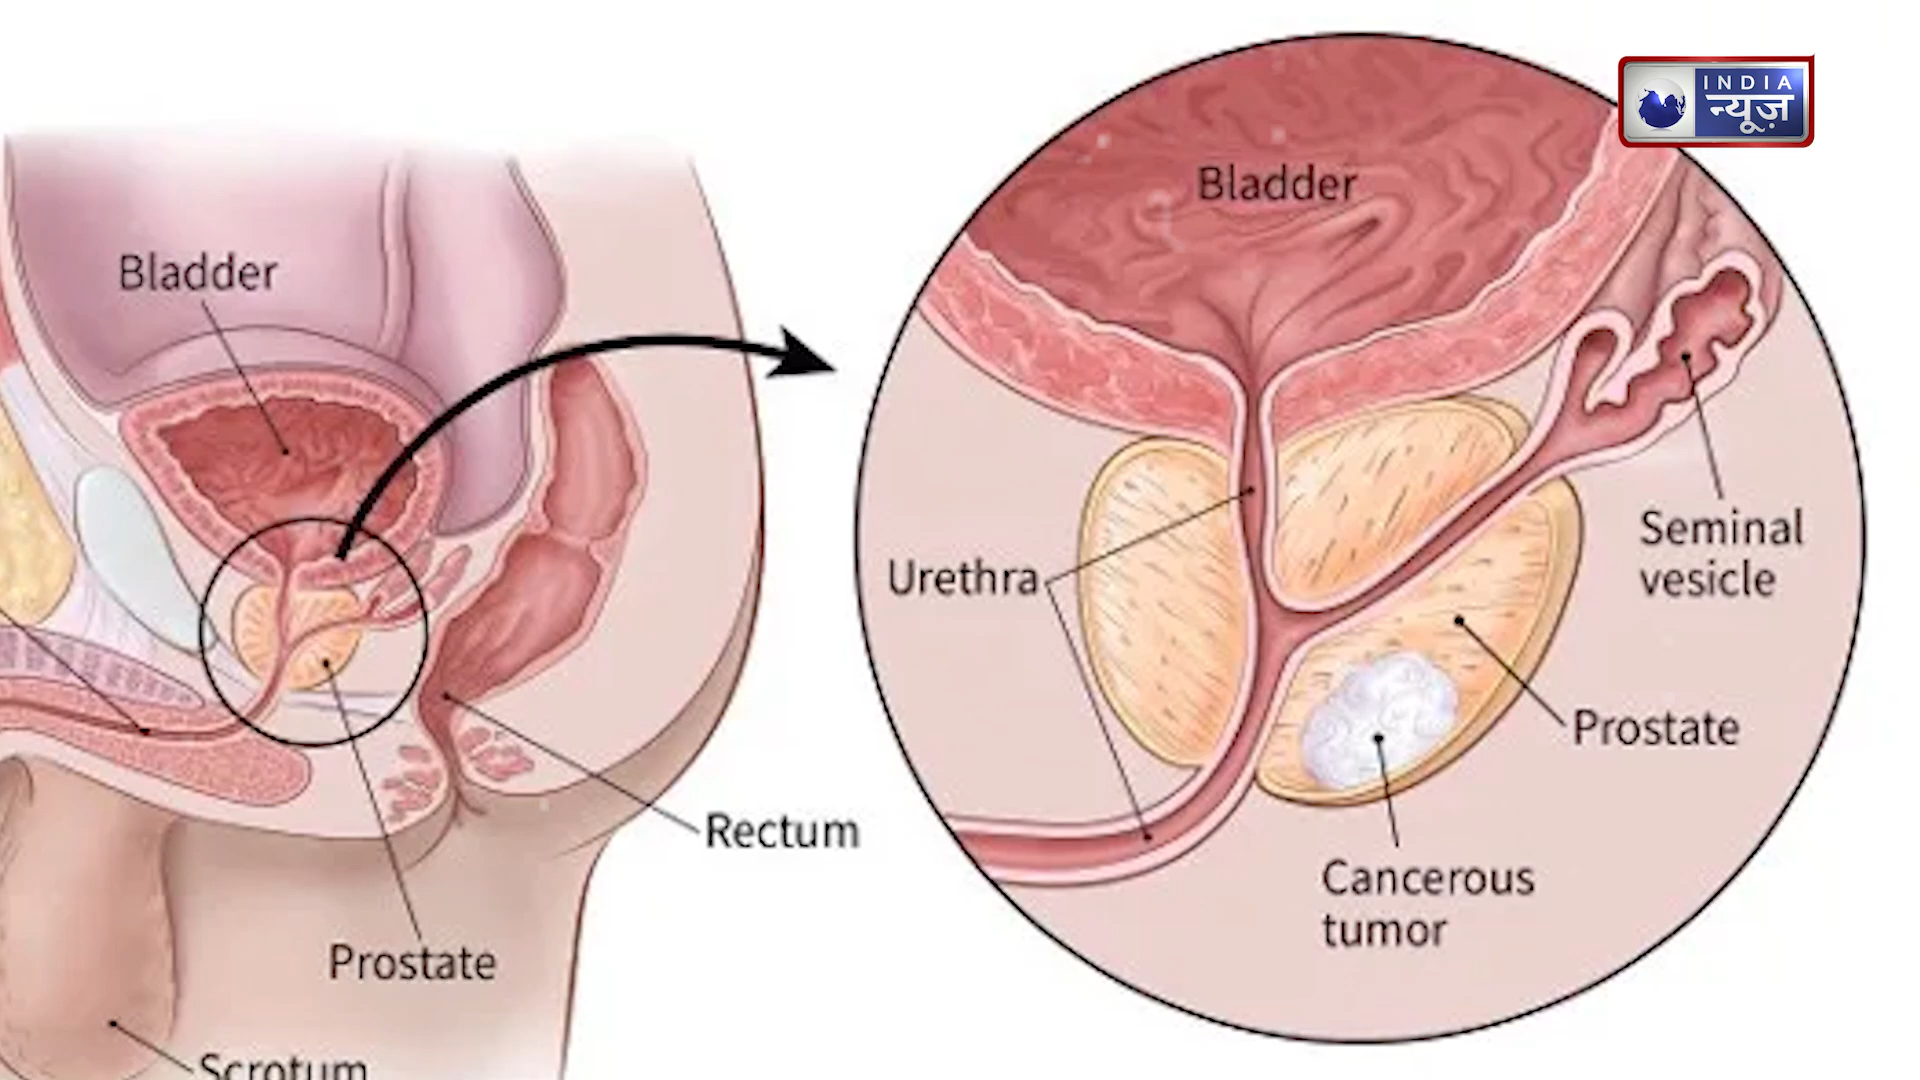 INDIA
न्यूज़
Bladder
Bladder
Urethra
Seminal
vesicle
Prostate
Rectum
Cancerous
tumor
Prostate
Scrotum